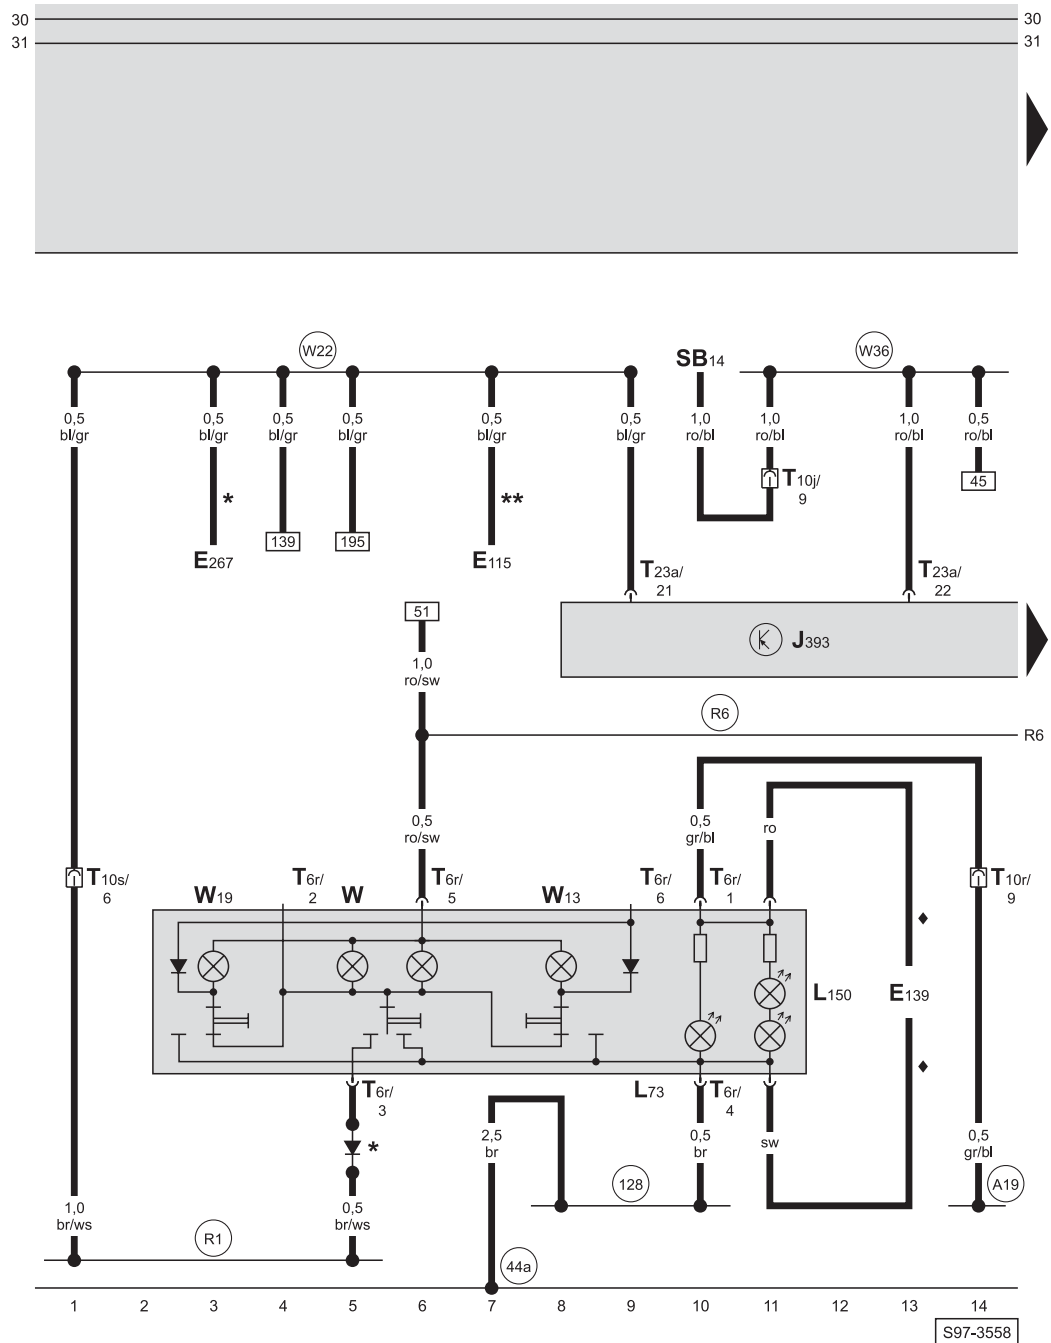 30 30
31 31
W22 SB14 W36
0,5 0,5 0,5 0,5 0,5 0,5 1,0 1,0 1,0 0,5
bl/gr bl/gr bl/gr bl/gr bl/gr bl/gr ro/bl ro/bl ro/bl ro/bl
T10j/
9
45
* **
139 195
E267 E115
T23a/
21
T23a/
22
51
J393
1,0
ro/sw
R6
R6
0,5
ro/sw
0,5
gr/bl
ro
T10s/
6
W19
T6r/
2
W
T6r/
5
W13
T6r/
6
T6r/
1
T10r/
9
♦
L150 E139
♦
T6r/
3
L73
T6r/
4
*
2,5
br
0,5
br
sw
0,5
gr/bl
128
A19
1,0
br/ws
0,5
br/ws
R1
44a
1 2 3 4 5 6 7 8 9 10 11 12 13 14
S97-3558